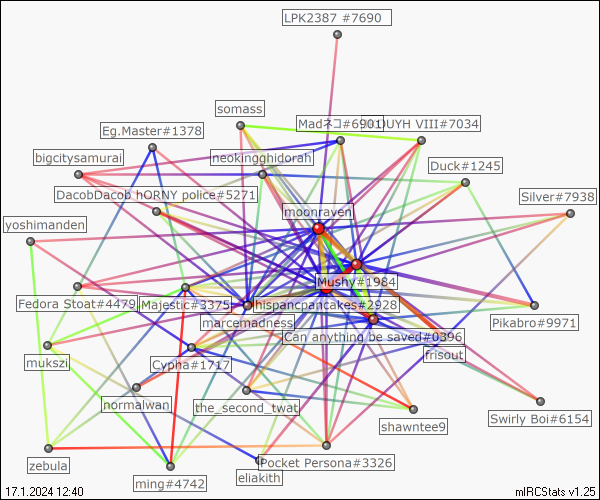 LPK2387 #7690
somass
Madネコ#6901
UYH VIII#7034
Eg.Master#1378
bigcitysamurai
neokingghidorah
Duck#1245
DacobDacob
hORNY police#5271
Silver#7938
moonraven
yoshimanden
Mushy#1984
Fedora Stoat#4479
Majestic#3375
hispancpancakes#2928
marcemadness
Pikabro#9971
Can anything be saved#0396
frisout
mukszi
Cypha#1717
normalwan
the_second_twat
Swirly Boi#6154
shawntee9
zebula
Pocket Persona#3326
eliakith
ming#4742
17.1.2024 12:40
mIRCStats v1.25